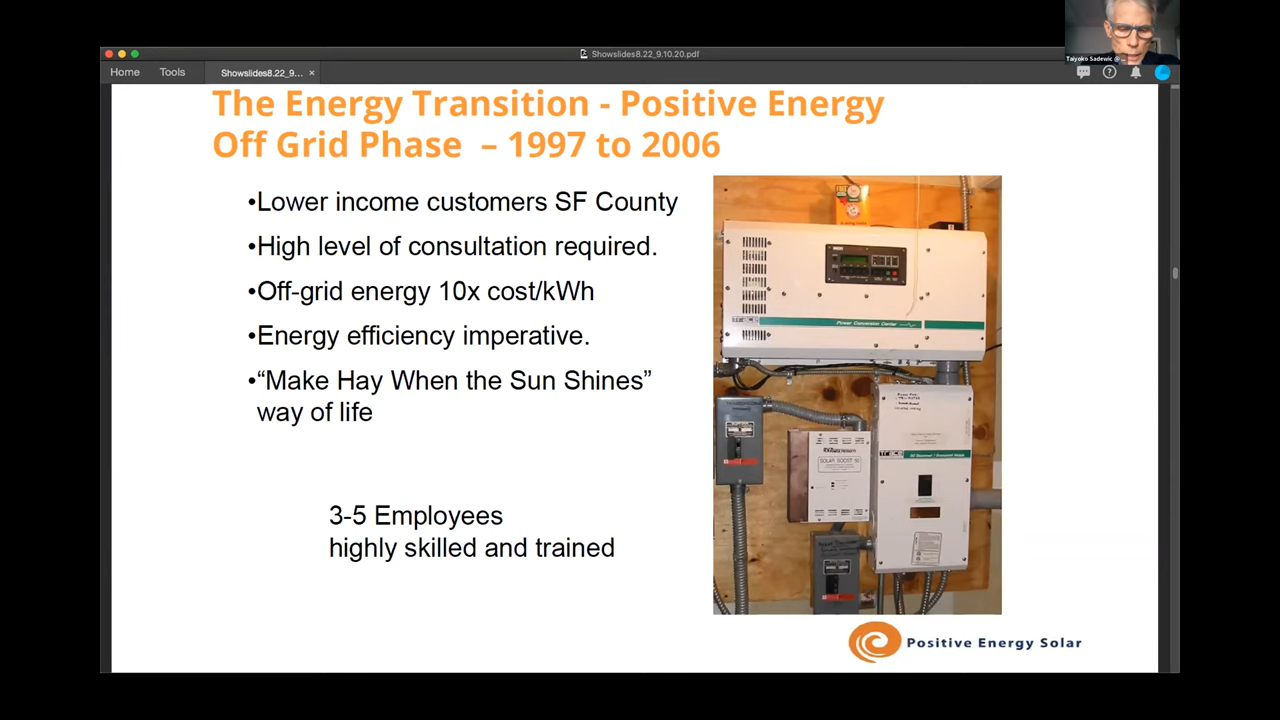 Showslides8.22_9.10.20.pdf
Taiyoko Sadewic @
Home
Tools
Showslides8.22_9... ×
The Energy Transition - Positive Energy
Off Grid Phase – 1997 to 2006
•Lower income customers SF County
•High level of consultation required.
•Off-grid energy 10x cost/kWh
•Energy efficiency imperative.
•“Make Hay When the Sun Shines”
way of life
3-5 Employees
highly skilled and trained
Power Conversion Center
SOLAR BOOST 50
Positive Energy Solar